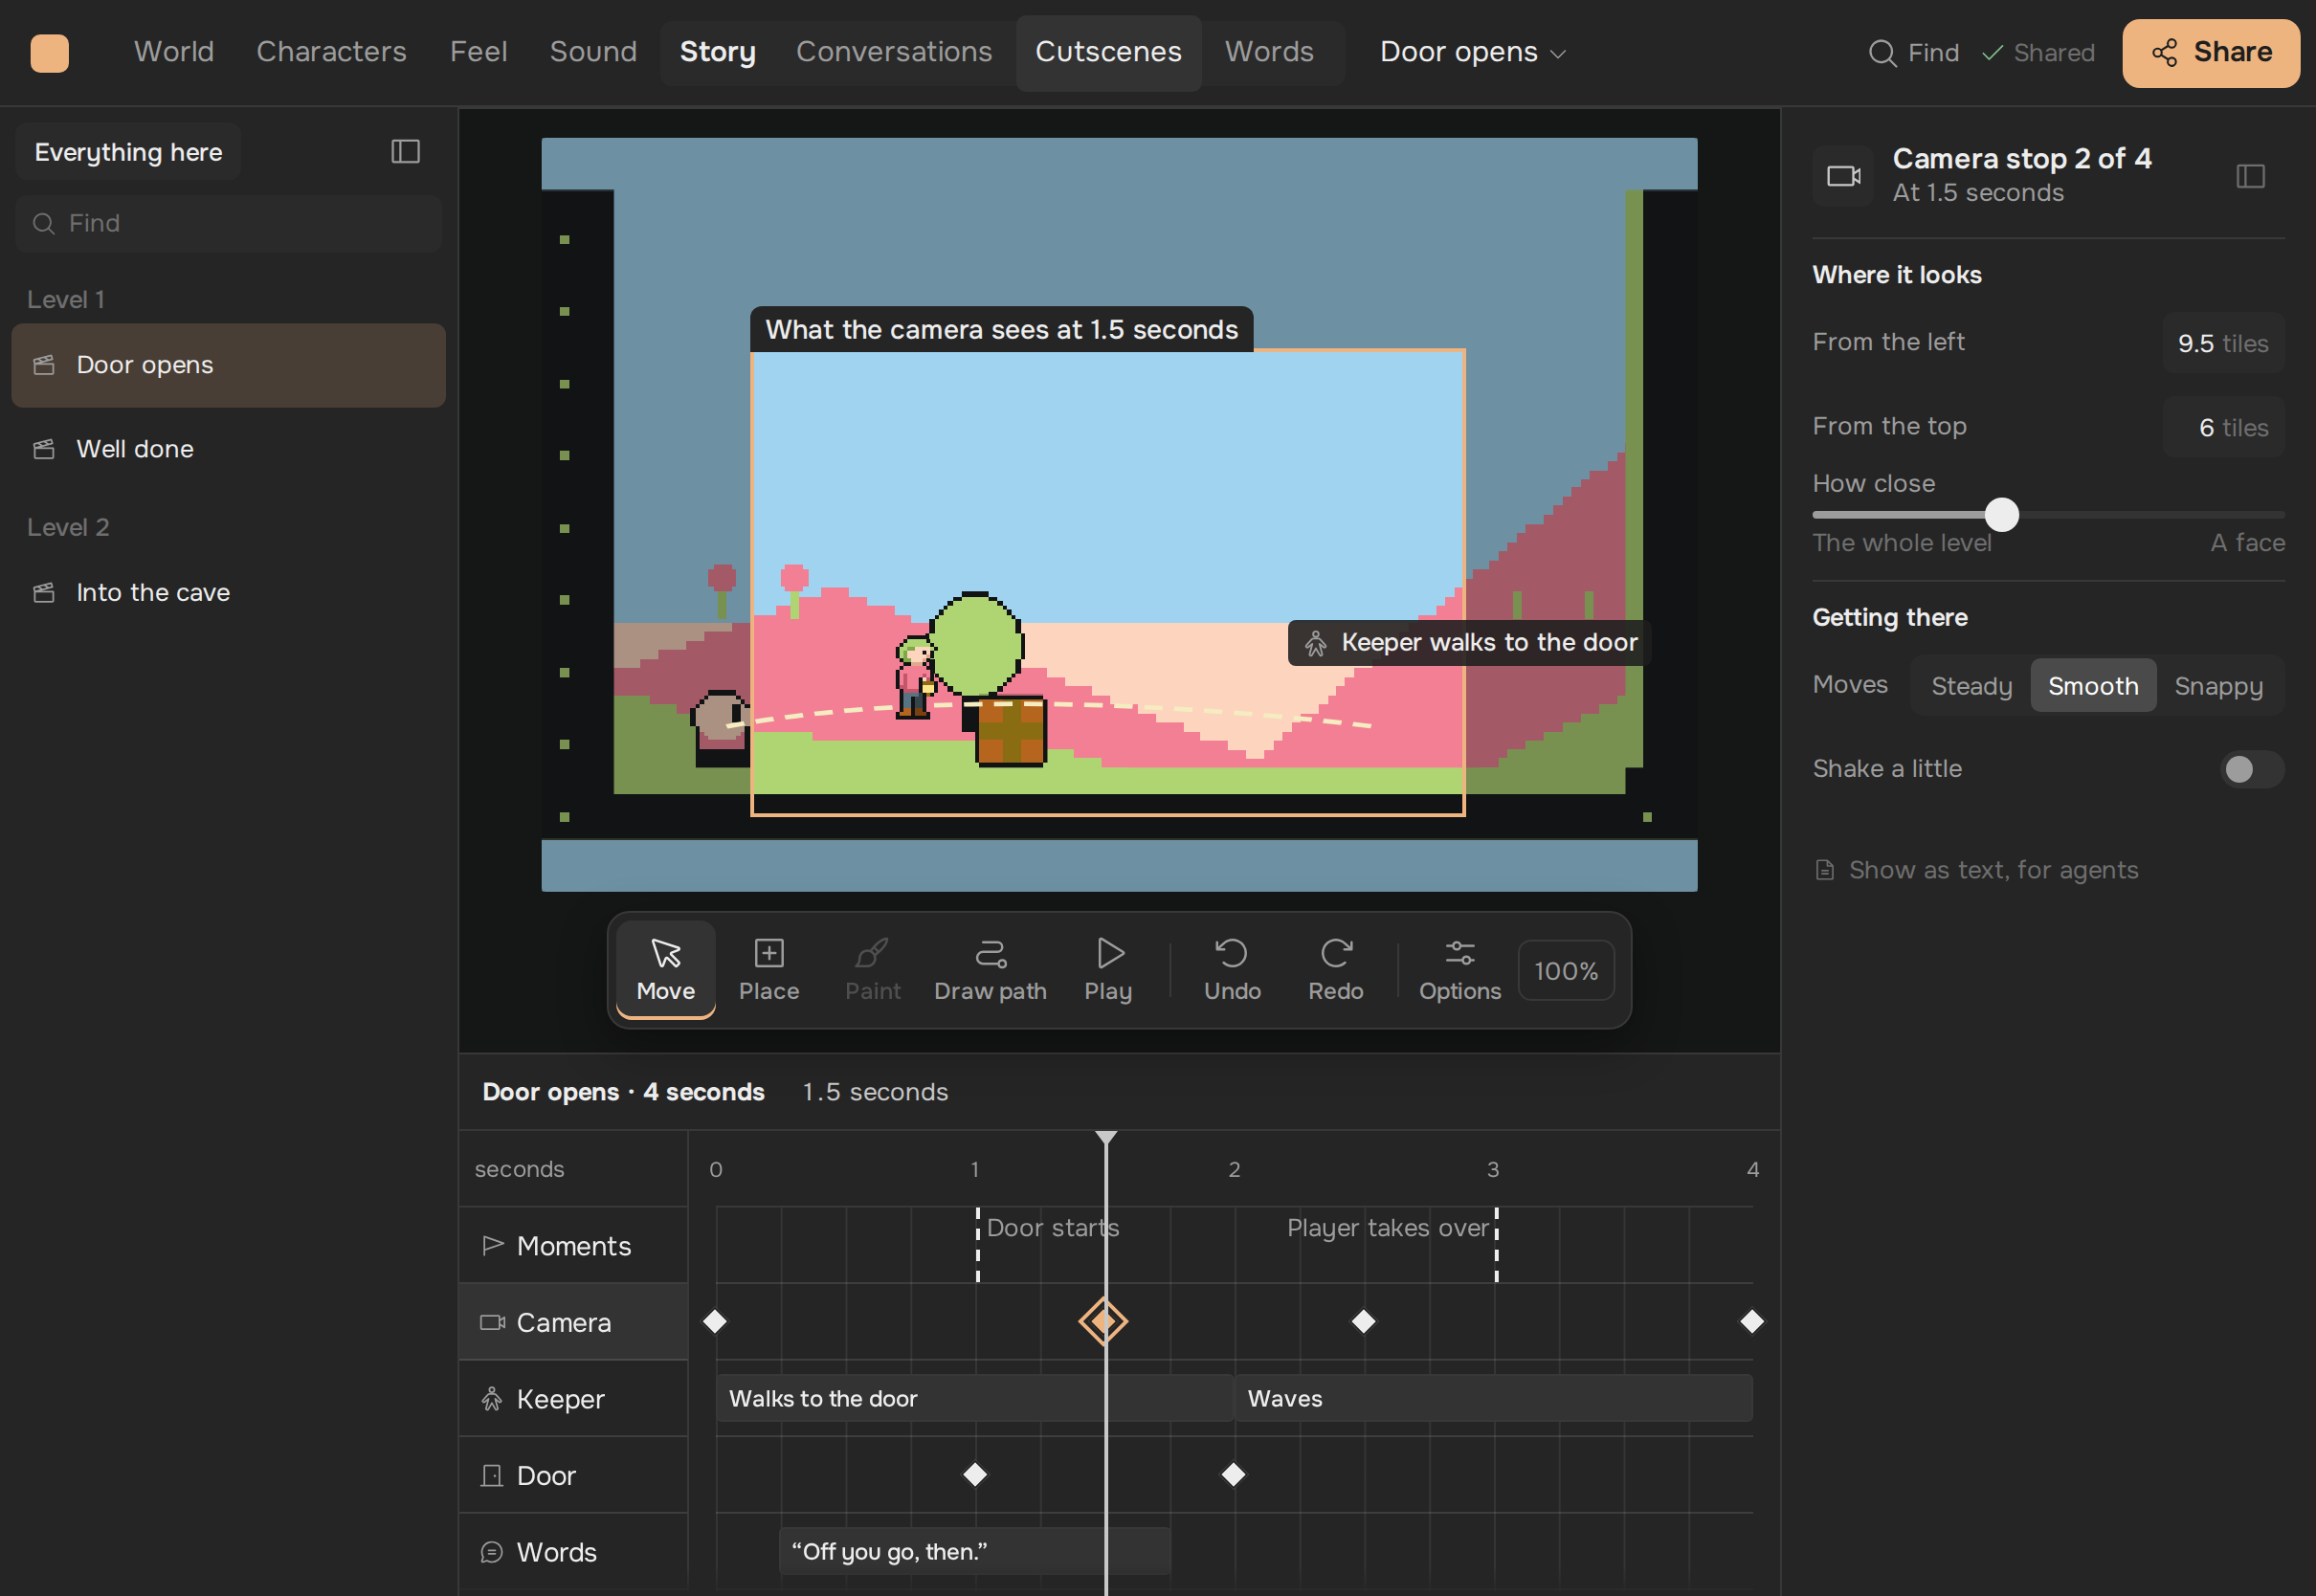 World Characters Feel Sound Story Conversations Cutscenes Words Door opens Find Shared Share
Everything here
Find
Level 1
Door opens
Well done
Level 2
Into the cave
What the camera sees at 1.5 seconds
Keeper walks to the door
Move Place Paint Draw path Play Undo Redo Options 100%
Door opens · 4 seconds 1.5 seconds
seconds 0 1 2 3 4
Moments Door starts Player takes over
Camera
Keeper Walks to the door Waves
Door
Words “Off you go, then.”
Camera stop 2 of 4
At 1.5 seconds
Where it looks
From the left 9.5 tiles
From the top 6 tiles
How close
The whole level A face
Getting there
Moves Steady Smooth Snappy
Shake a little
Show as text, for agents